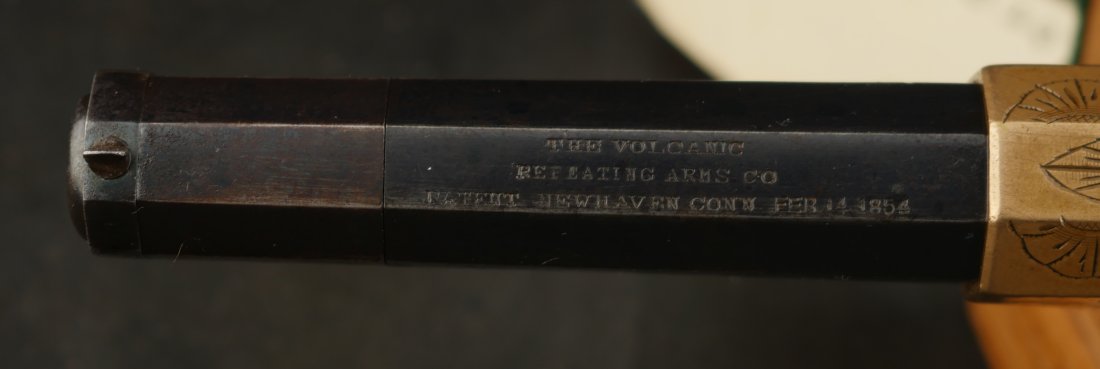 THE VOLCANIC
REPEATING ARMS CO
PATENT NEWHAVEN CONN FEB 14 1854